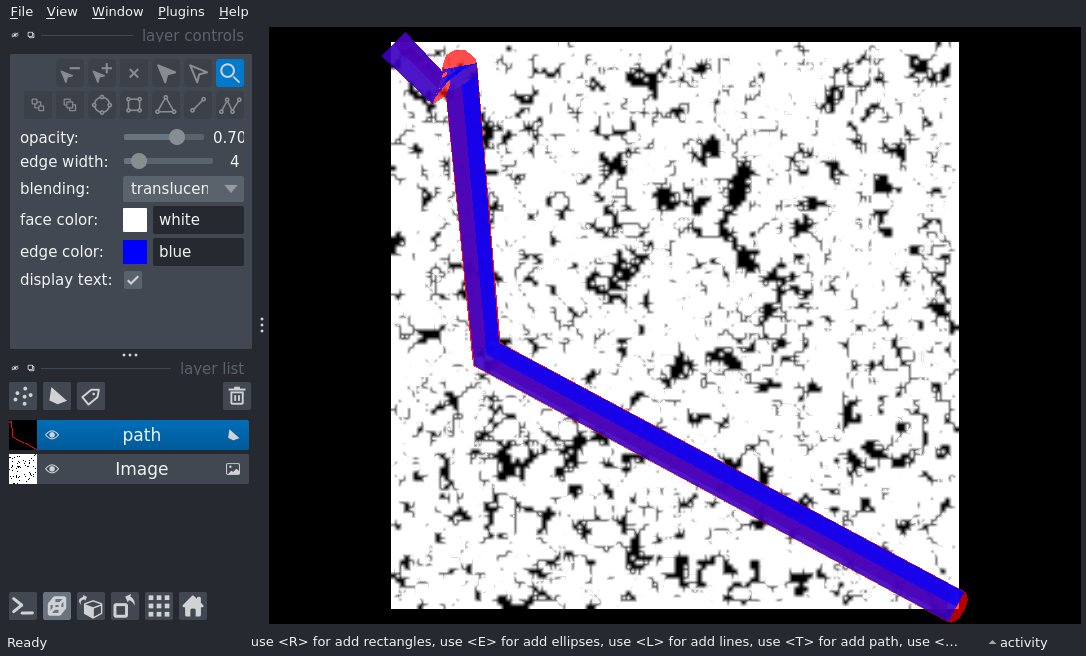 File View Window Plugins Help
layer controls
opacity: 0.70
edge width: 4
blending: translucen
face color: white
edge color: blue
display text:
layer list
path
Image
Ready
use <R> for add rectangles, use <E> for add ellipses, use <L> for add lines, use <T> for add path, use <...
activity